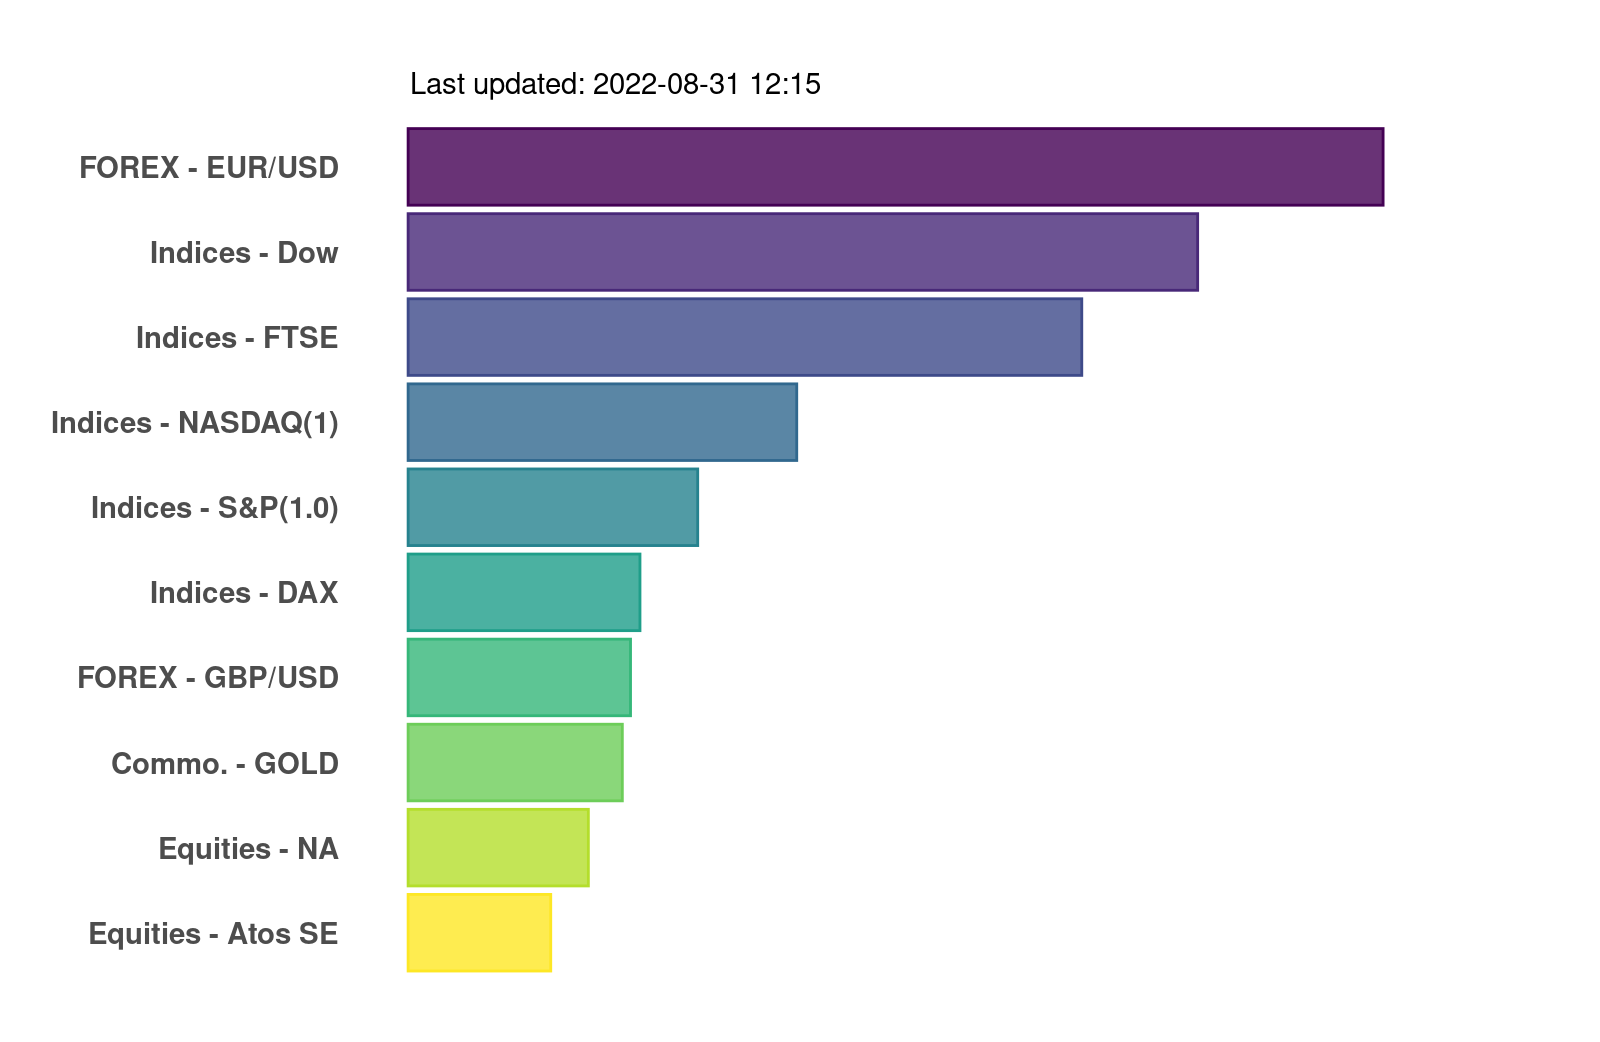 Last updated: 2022-08-31 12:15
FOREX - EUR/USD
Indices - Dow
Indices - FTSE
Indices - NASDAQ(1)
Indices - S&P(1.0)
Indices - DAX
FOREX - GBP/USD
Commo. - GOLD
Equities - NA
Equities - Atos SE